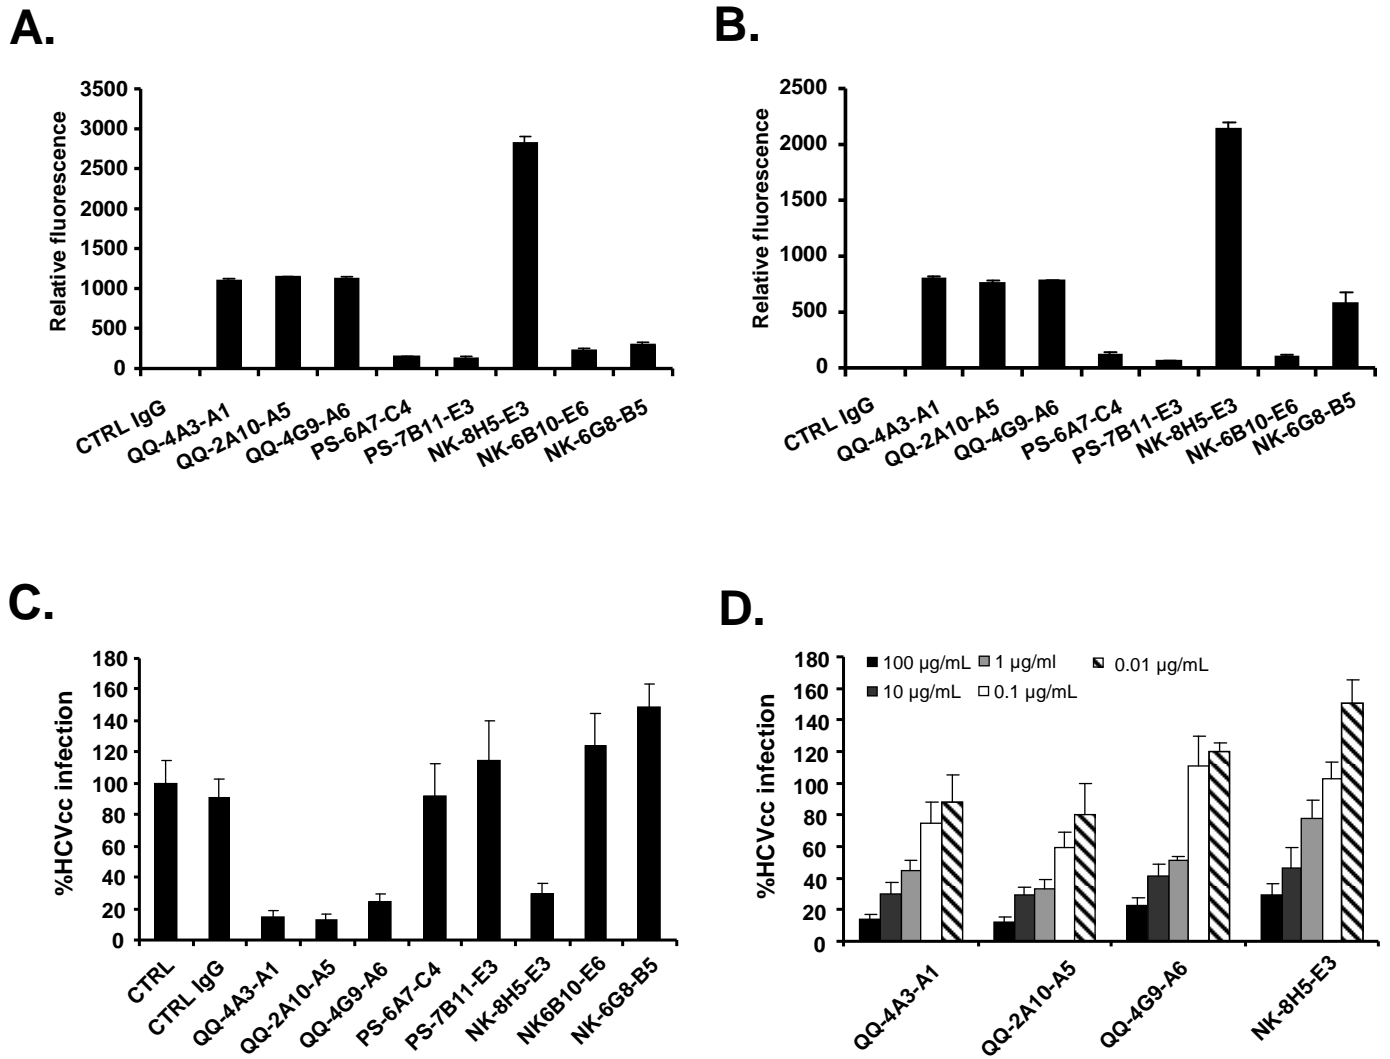 A.
3500
3000
2500
2000
1500
1000
500
0
Relative fluorescence
CTRL IgG
QQ-4A3-A1
QQ-2A10-A5
QQ-4G9-A6
PS-6A7-C4
PS-7B11-E3
NK-8H5-E3
NK-6B10-E6
NK-6G8-B5
B.
2500
2000
1500
1000
500
0
Relative fluorescence
CTRL IgG
QQ-4A3-A1
QQ-2A10-A5
QQ-4G9-A6
PS-6A7-C4
PS-7B11-E3
NK-8H5-E3
NK-6B10-E6
NK-6G8-B5
C.
180
160
140
120
100
80
60
40
20
0
%HCVcc infection
CTRL
CTRL IgG
QQ-4A3-A1
QQ-2A10-A5
QQ-4G9-A6
PS-6A7-C4
PS-7B11-E3
NK-8H5-E3
NK6B10-E6
NK-6G8-B5
D.
180
160
140
120
100
80
60
40
20
0
%HCVcc infection
100 µg/mL 1 µg/ml 0.01 µg/mL
10 µg/mL 0.1 µg/mL
QQ-4A3-A1
QQ-2A10-A5
QQ-4G9-A6
NK-8H5-E3